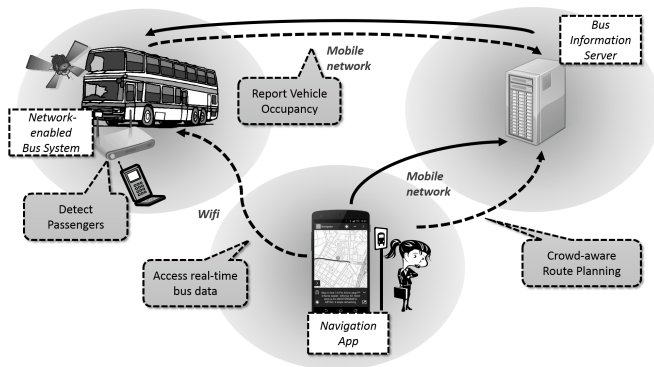 Mobile
network
Bus
Information
Server
Report Vehicle
Occupancy
Network-
enabled
Bus System
Detect
Passengers
Wifi
Mobile
network
Access real-time
bus data
Crowd-aware
Route Planning
Navigation
App